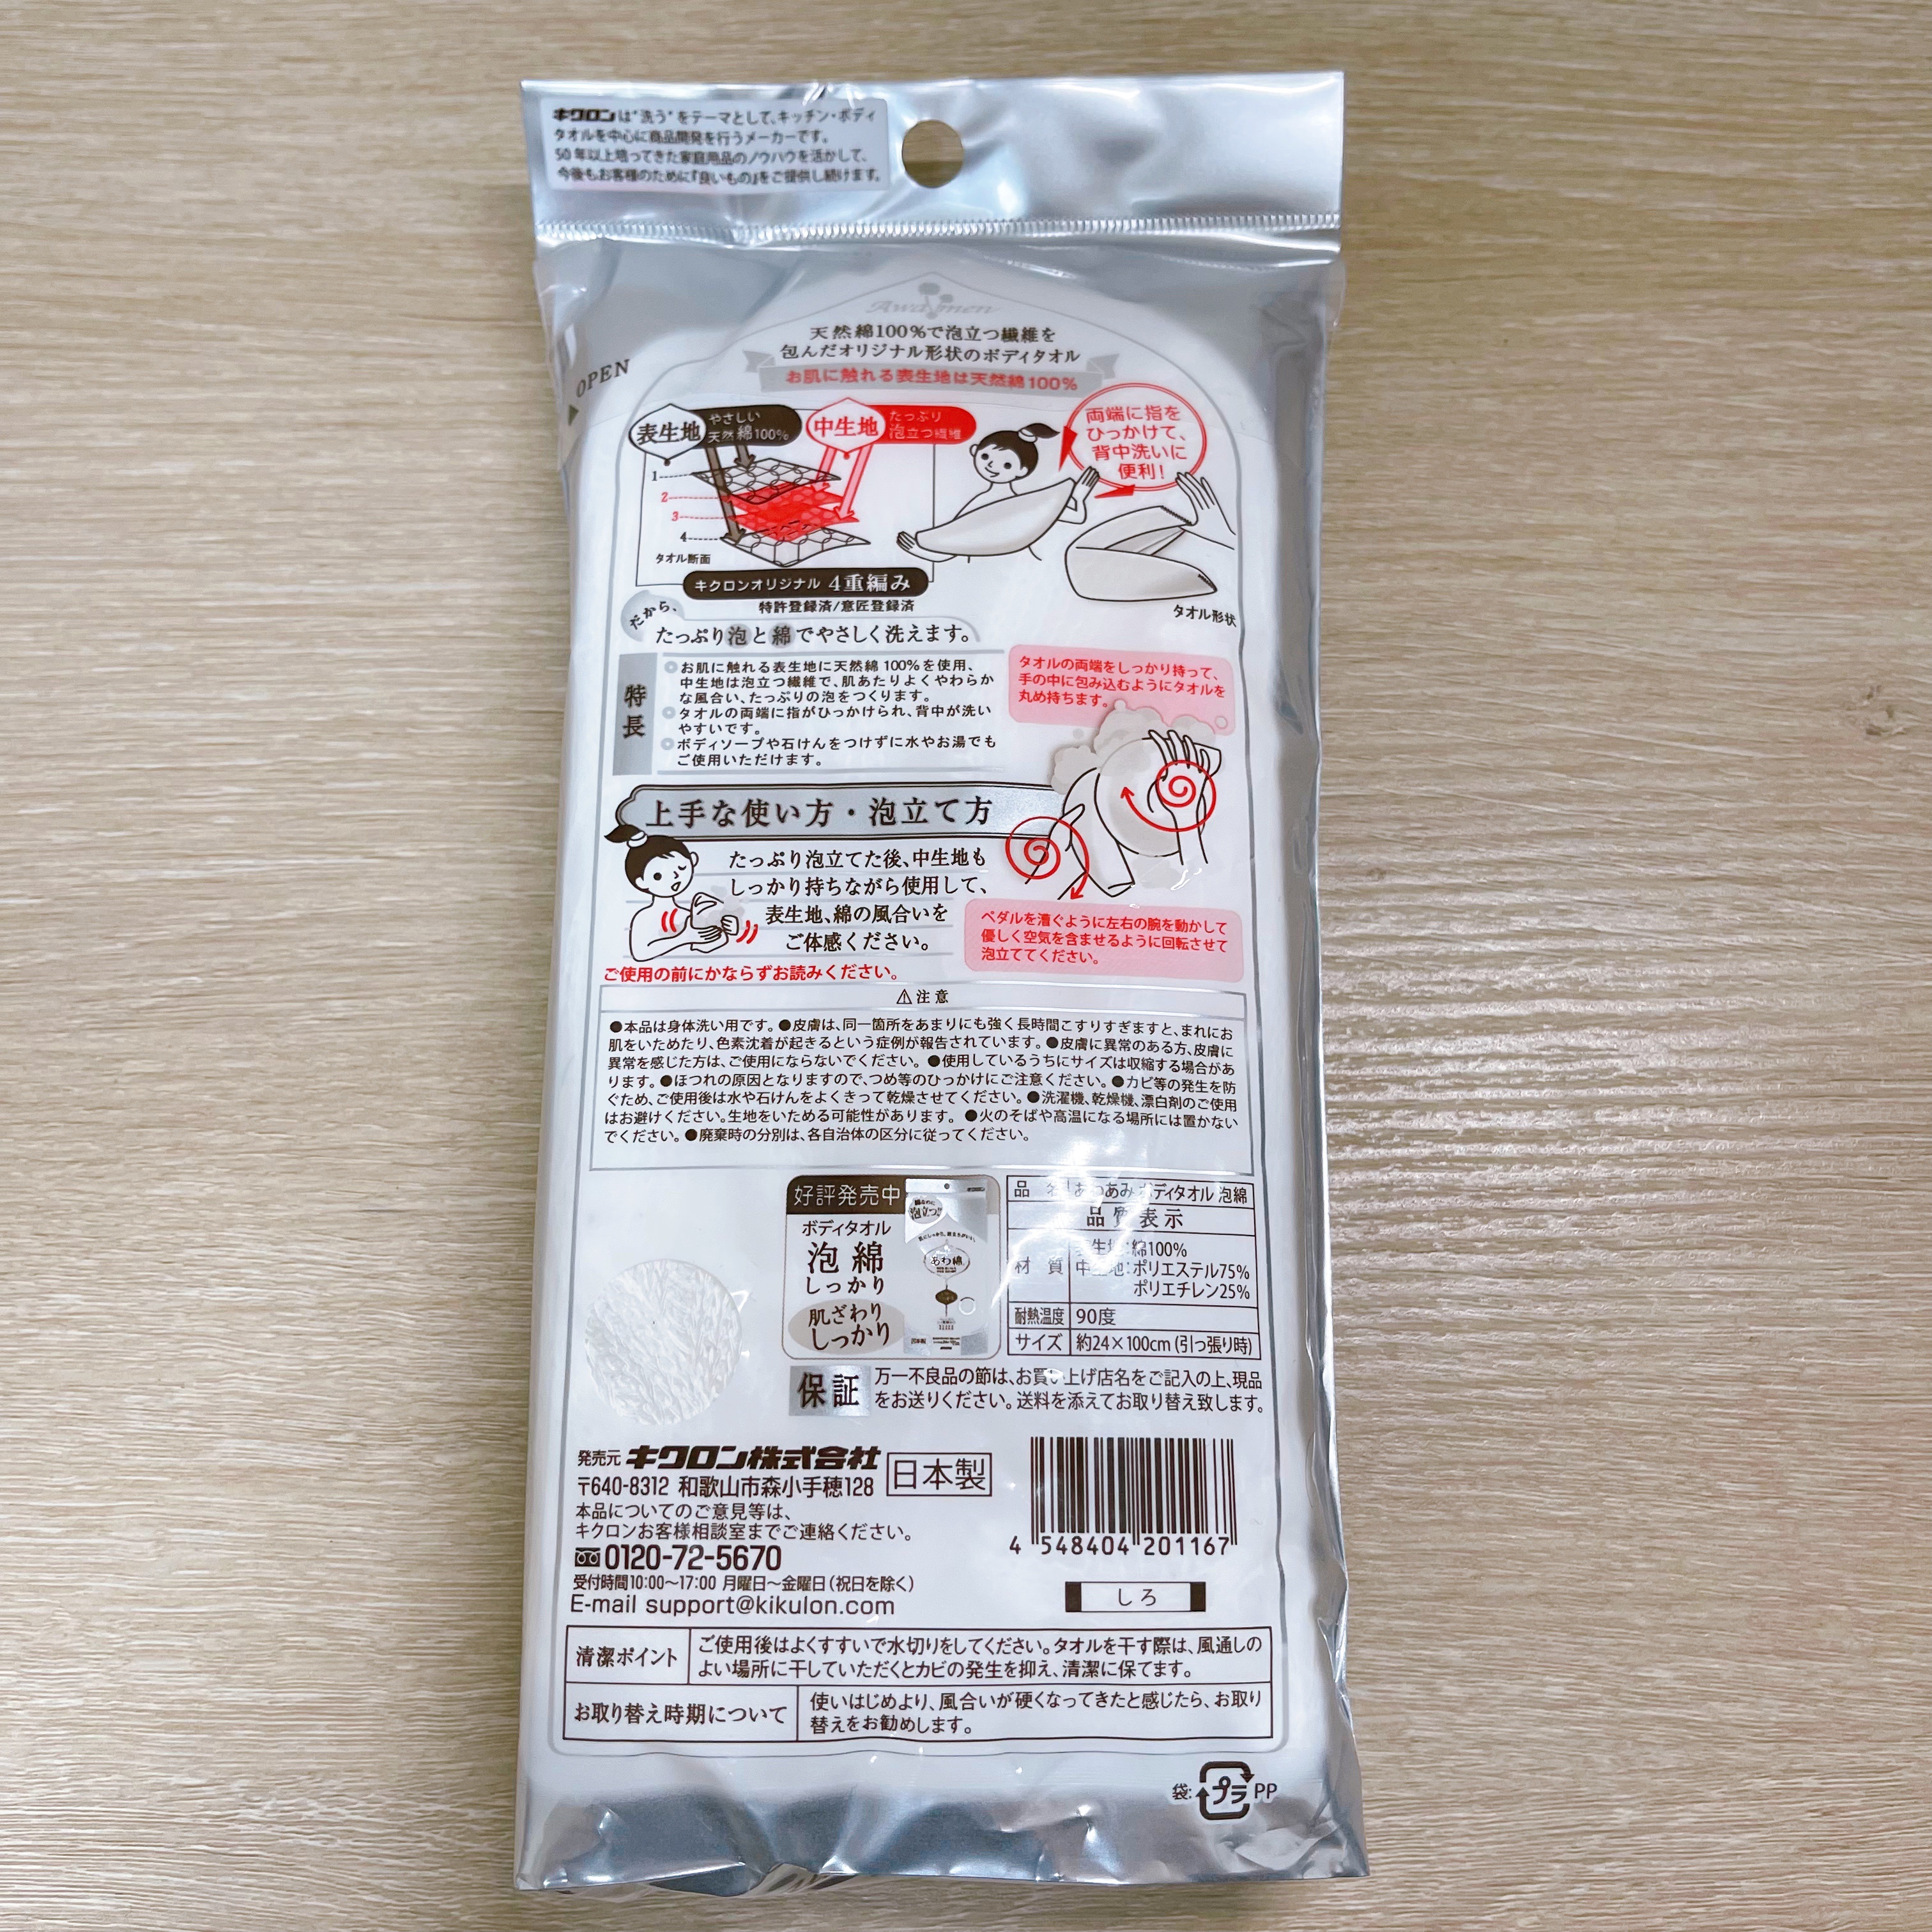 キクロンは“洗う”をテーマとして、キッチン・ボディ
タオルを中心に商品開発を行うメーカーです。
50年以上培ってきた家庭用品のノウハウを活かして、
今後もお客様のために『良いもの』をご提供し続けます。
OPEN
天然綿100%で泡立つ繊維を
包んだオリジナル形状のボディタオル
お肌に触れる表生地は天然綿100%
表生地
やさしい
天然綿100%
中生地
たっぷり
泡立つ繊維
両端に指を
ひっかけて、
背中洗いに
便利!
1
2
3
4
タオル断面
キクロンオリジナル 4重編み
特許登録済/意匠登録済
タオル形状
だから、
たっぷり泡と綿でやさしく洗えます。
特長
お肌に触れる表生地に天然綿100%を使用、
中生地は泡立つ繊維で、肌あたりよくやわらか
な風合い、たっぷりの泡をつくります。
タオルの両端に指がひっかけられ、背中が洗い
やすいです。
ボディソープや石けんをつけずに水やお湯でも
ご使用いただけます。
タオルの両端をしっかり持って、
手の中に包み込むようにタオルを
丸め持ちます。
上手な使い方・泡立て方
たっぷり泡立てた後、中生地も
しっかり持ちながら使用して、
表生地、綿の風合いを
ご体感ください。
ペダルを漕ぐように左右の腕を動かして
優しく空気を含ませるように回転させて
泡立ててください。
ご使用の前にかならずお読みください。
⚠注意
●本品は身体洗い用です。●皮膚は、同一箇所をあまりにも強く長時間こすりすぎますと、まれにお
肌をいためたり、色素沈着が起きるという症例が報告されています。●皮膚に異常のある方、皮膚に
異常を感じた方は、ご使用にならないでください。●使用しているうちにサイズは収縮する場合があ
ります。●ほつれの原因となりますので、つめ等のひっかけにご注意ください。●カビ等の発生を防
ぐため、ご使用後は水や石けんをよくきって乾燥させてください。●洗濯機、乾燥機、漂白剤のご使用
はお避けください。生地をいためる可能性があります。●火のそばや高温になる場所には置かない
でください。●廃棄時の分別は、各自治体の区分に従ってください。
好評発売中
ボディタオル
泡綿
しっかり
肌ざわり
しっかり
キクロン
泡立つ
あわ綿
品 名 あわあみ ボディタオル 泡綿
品質表示
材 質
表生地:綿100%
中生地:ポリエステル75%
ポリエチレン25%
耐熱温度 90度
サイズ 約24×100cm(引っ張り時)
保証
万一不良品の節は、お買い上げ店名をご記入の上、現品
をお送りください。送料を添えてお取り替え致します。
発売元 キクロン株式会社
〒640-8312 和歌山市森小手穂128
日本製
本品についてのご意見等は、
キクロンお客様相談室までご連絡ください。
0120-72-5670
受付時間10:00〜17:00 月曜日〜金曜日(祝日を除く)
E-mail support@kikulon.com
4 548404 201167
しろ
清潔ポイント
ご使用後はよくすすいで水切りをしてください。タオルを干す際は、風通しの
よい場所に干していただくとカビの発生を抑え、清潔に保てます。
お取り替え時期について
使いはじめより、風合いが硬くなってきたと感じたら、お取り
替えをお勧めします。
袋: プラ PP